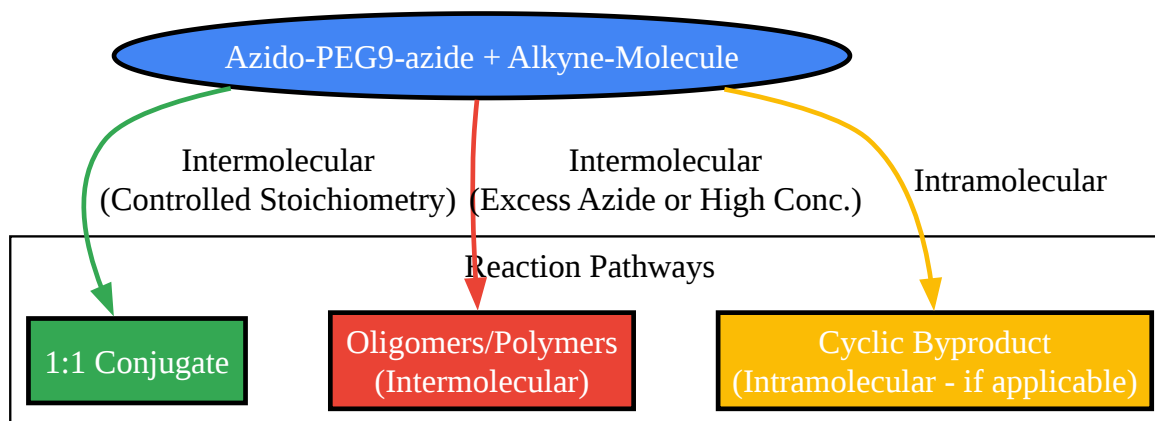 Azido-PEG9-azide + Alkyne-Molecule
Intermolecular
(Controlled Stoichiometry)
Intermolecular
(Excess Azide or High Conc.)
Intramolecular
Reaction Pathways
1:1 Conjugate
Oligomers/Polymers
(Intermolecular)
Cyclic Byproduct
(Intramolecular - if applicable)